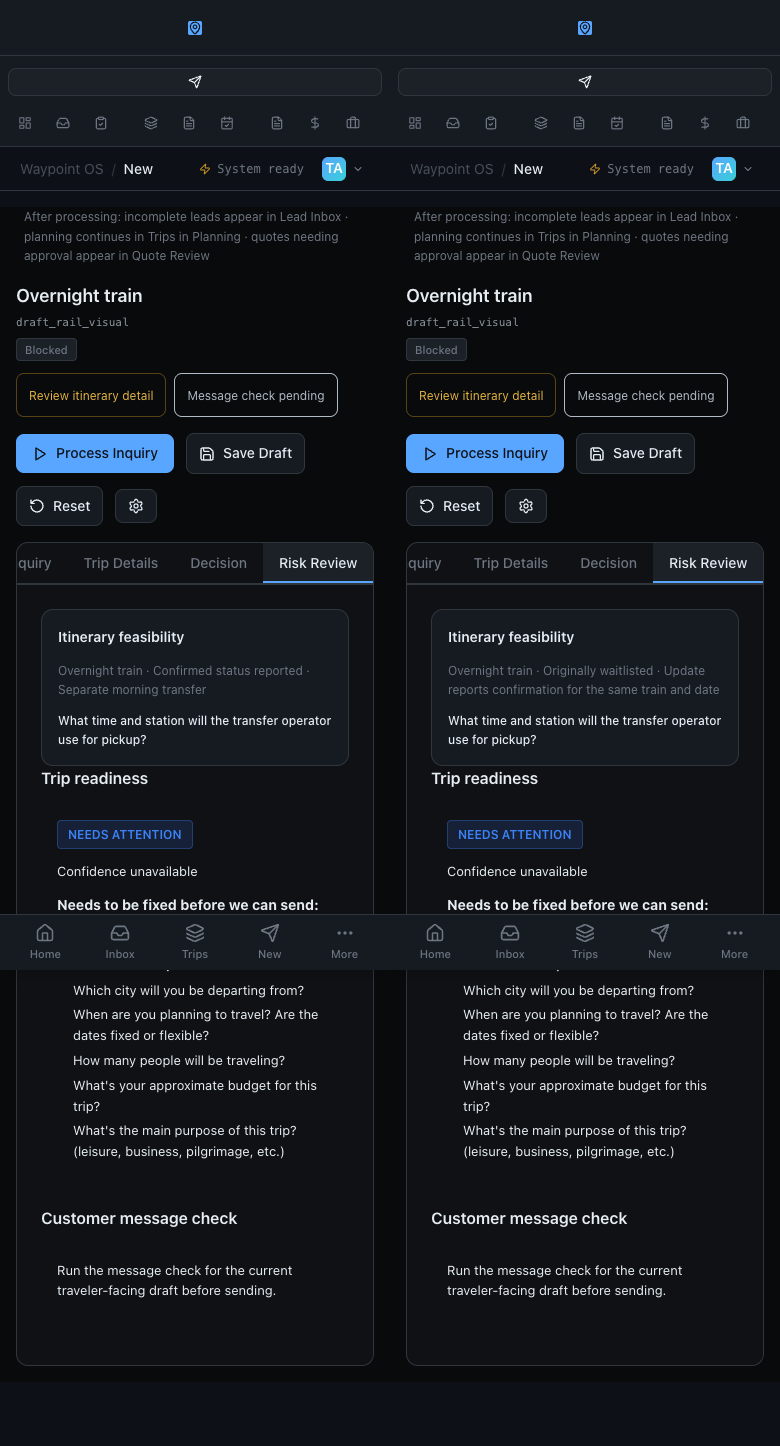 Waypoint OS / New
System ready
TA
After processing: incomplete leads appear in Lead Inbox ·
planning continues in Trips in Planning · quotes needing
approval appear in Quote Review
Overnight train
draft_rail_visual
Blocked
Review itinerary detail
Message check pending
Process Inquiry
Save Draft
Reset
quiry
Trip Details
Decision
Risk Review
Itinerary feasibility
Overnight train · Confirmed status reported ·
Separate morning transfer
What time and station will the transfer operator
use for pickup?
Trip readiness
NEEDS ATTENTION
Confidence unavailable
Needs to be fixed before we can send:
Home
Inbox
Trips
New
More
Which city will you be departing from?
When are you planning to travel? Are the
dates fixed or flexible?
How many people will be traveling?
What's your approximate budget for this
trip?
What's the main purpose of this trip?
(leisure, business, pilgrimage, etc.)
Customer message check
Run the message check for the current
traveler-facing draft before sending.
Waypoint OS / New
System ready
TA
After processing: incomplete leads appear in Lead Inbox ·
planning continues in Trips in Planning · quotes needing
approval appear in Quote Review
Overnight train
draft_rail_visual
Blocked
Review itinerary detail
Message check pending
Process Inquiry
Save Draft
Reset
quiry
Trip Details
Decision
Risk Review
Itinerary feasibility
Overnight train · Originally waitlisted · Update
reports confirmation for the same train and date
What time and station will the transfer operator
use for pickup?
Trip readiness
NEEDS ATTENTION
Confidence unavailable
Needs to be fixed before we can send:
Home
Inbox
Trips
New
More
Which city will you be departing from?
When are you planning to travel? Are the
dates fixed or flexible?
How many people will be traveling?
What's your approximate budget for this
trip?
What's the main purpose of this trip?
(leisure, business, pilgrimage, etc.)
Customer message check
Run the message check for the current
traveler-facing draft before sending.